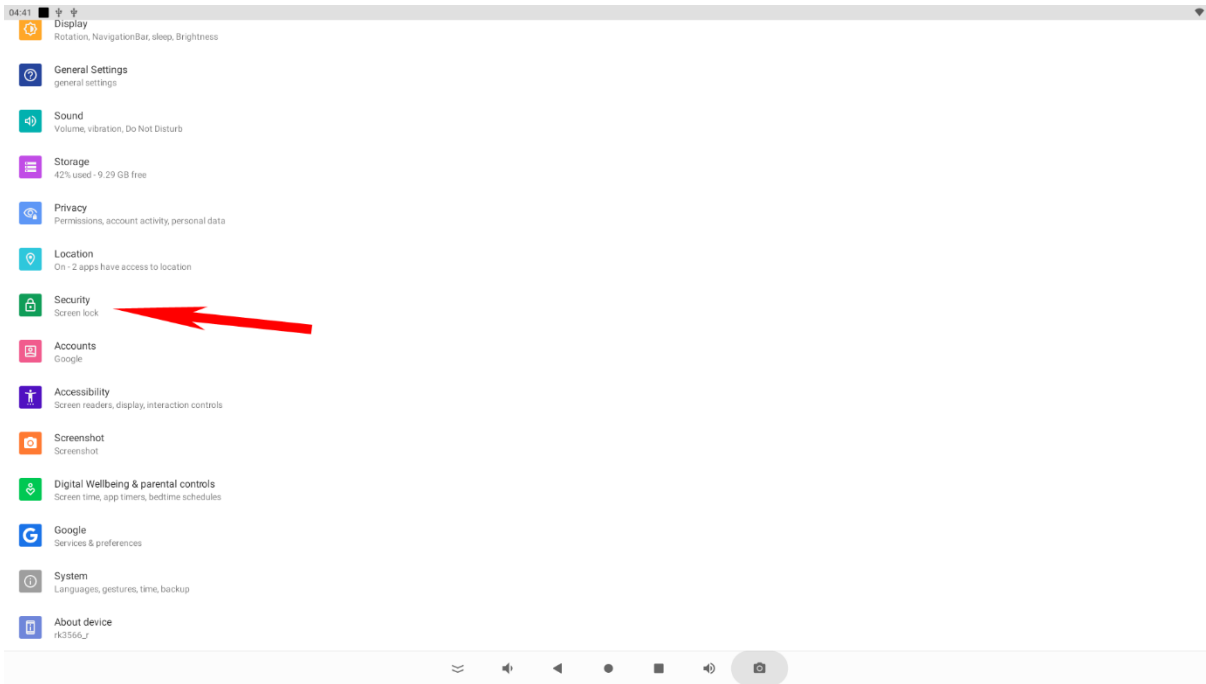 04:41
Display
Rotation, NavigationBar, sleep, Brightness
General Settings
general settings
Sound
Volume, vibration, Do Not Disturb
Storage
42% used - 9.29 GB free
Privacy
Permissions, account activity, personal data
Location
On - 2 apps have access to location
Security
Screen lock
Accounts
Google
Accessibility
Screen readers, display, interaction controls
Screenshot
Screenshot
Digital Wellbeing & parental controls
Screen time, app timers, bedtime schedules
Google
Services & preferences
System
Languages, gestures, time, backup
About device
rk3566_r